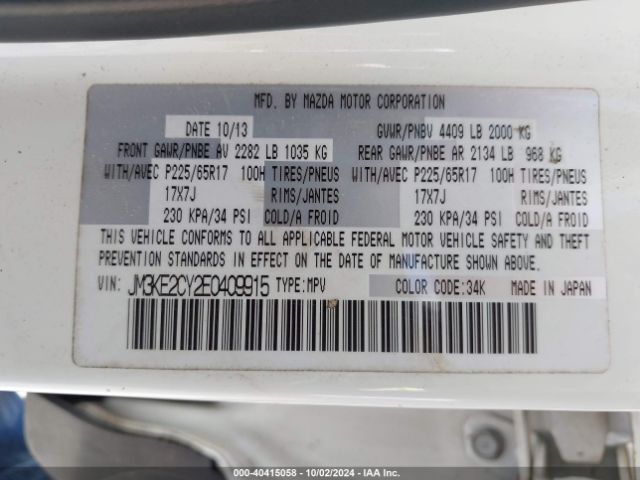 MFD. BY MAZDA MOTOR CORPORATION
DATE 10/13 GVWR/PNBV 4409 LB 2000 KG
FRONT GAWR/PNBE AV 2282 LB 1035 KG REAR GAWR/PNBE AR 2134 LB 968 KG
WITH/AVEC P225/65R17 100H TIRES/PNEUS WITH/AVEC P225/65R17 100H TIRES/PNEUS
17X7J RIMS/JANTES 17X7J RIMS/JANTES
230 KPA/34 PSI COLD/A FROID 230 KPA/34 PSI COLD/A FROID
THIS VEHICLE CONFORMS TO ALL APPLICABLE FEDERAL MOTOR VEHICLE SAFETY AND THEFT
PREVENTION STANDARDS IN EFFECT ON THE DATE OF MANUFACTURE SHOWN ABOVE.
VIN: JM3KE2CY2E0409915 TYPE:MPV COLOR CODE:34K MADE IN JAPAN
000-40415058 - 10/02/2024 - IAA Inc.